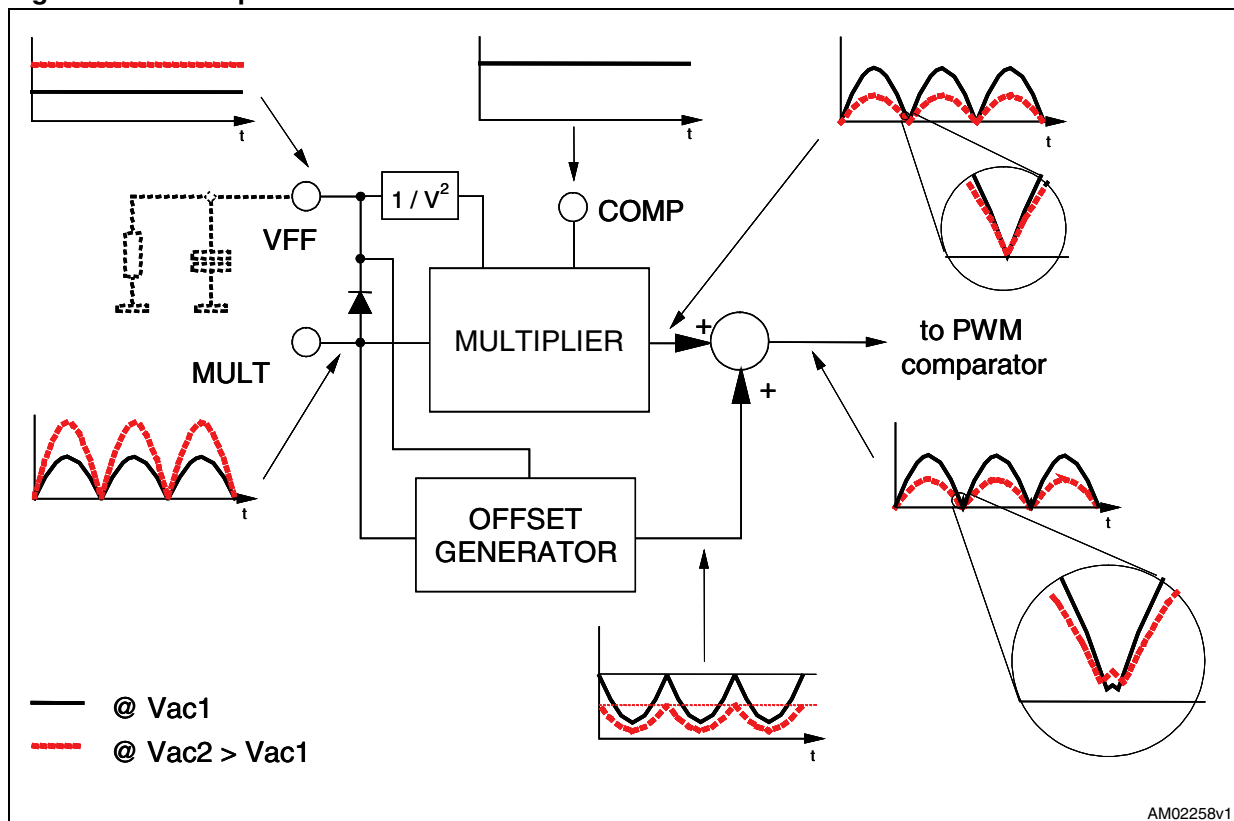 t
t
t
1 / V²
COMP
VFF
MULTIPLIER
+
to PWM
comparator
MULT
+
t
t
OFFSET
GENERATOR
@ Vac1
@ Vac2 > Vac1
t
AM02258v1